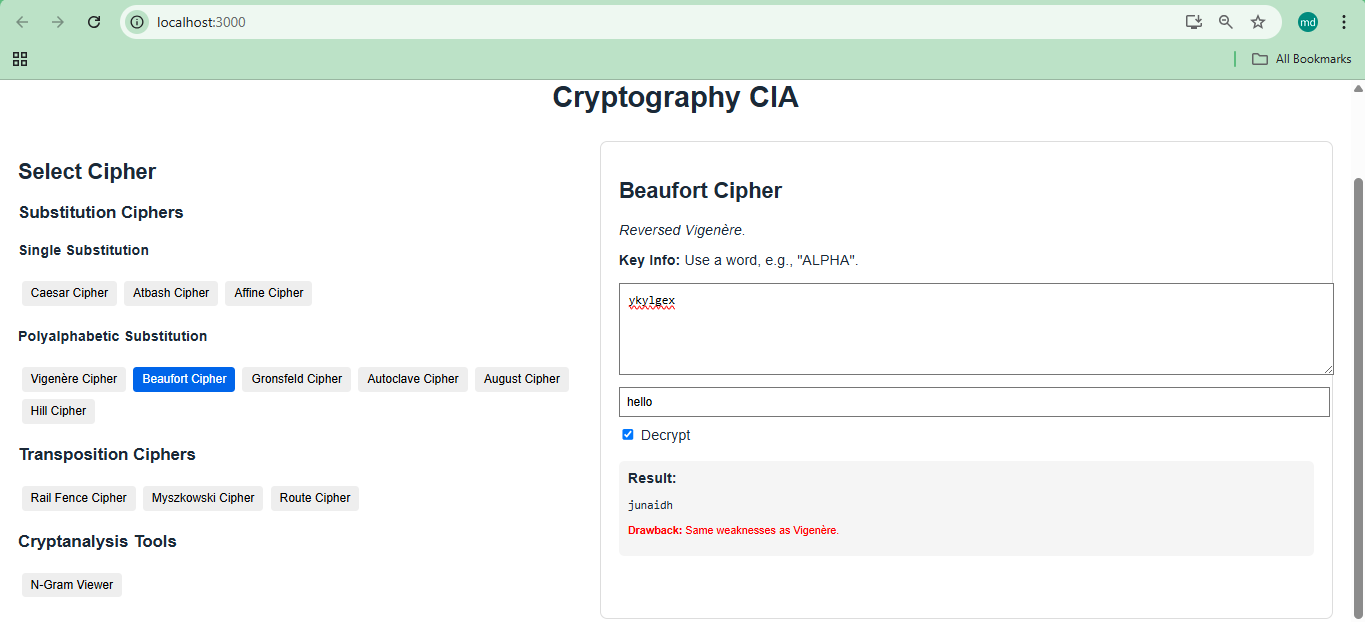 localhost:3000
md
All Bookmarks
Cryptography CIA
Select Cipher
Substitution Ciphers
Single Substitution
Caesar Cipher Atbash Cipher Affine Cipher
Polyalphabetic Substitution
Vigenère Cipher Beaufort Cipher Gronsfeld Cipher Autoclave Cipher August Cipher
Hill Cipher
Transposition Ciphers
Rail Fence Cipher Myszkowski Cipher Route Cipher
Cryptanalysis Tools
N-Gram Viewer
Beaufort Cipher
Reversed Vigenère.
Key Info: Use a word, e.g., "ALPHA".
ykylgex
hello
Decrypt
Result:
junaidh
Drawback: Same weaknesses as Vigenère.